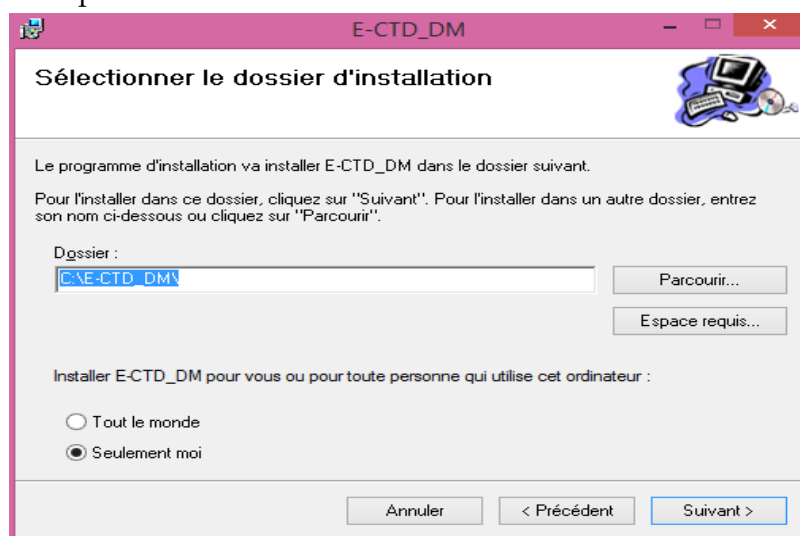 E-CTD_DM
Sélectionner le dossier d'installation
Le programme d'installation va installer E-CTD_DM dans le dossier suivant.
Pour l'installer dans ce dossier, cliquez sur "Suivant". Pour l'installer dans un autre dossier, entrez
son nom ci-dessous ou cliquez sur "Parcourir".
Dossier :
C:\E-CTD_DM\
Parcourir...
Espace requis...
Installer E-CTD_DM pour vous ou pour toute personne qui utilise cet ordinateur :
Tout le monde
Seulement moi
Annuler
< Précédent
Suivant >